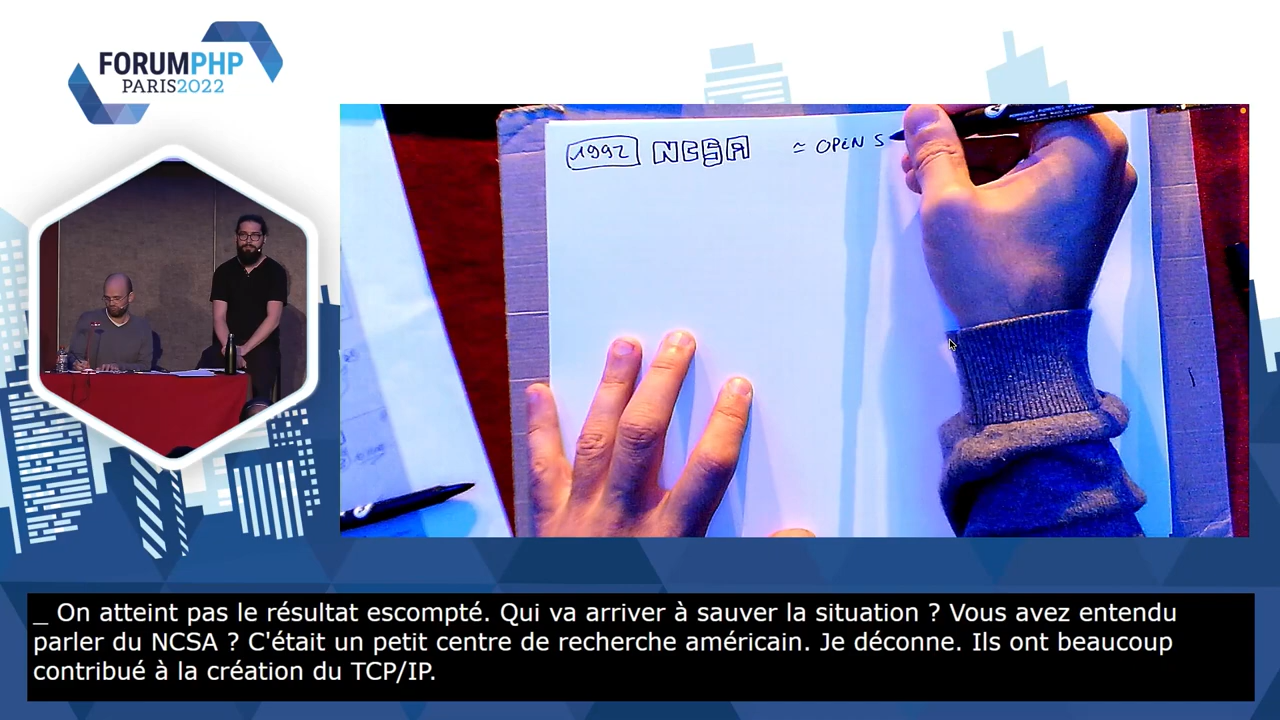 FORUMPHP
PARIS2022
1992 NCSA ≃ OPEN S
_ On atteint pas le résultat escompté. Qui va arriver à sauver la situation ? Vous avez entendu
parler du NCSA ? C'était un petit centre de recherche américain. Je déconne. Ils ont beaucoup
contribué à la création du TCP/IP.